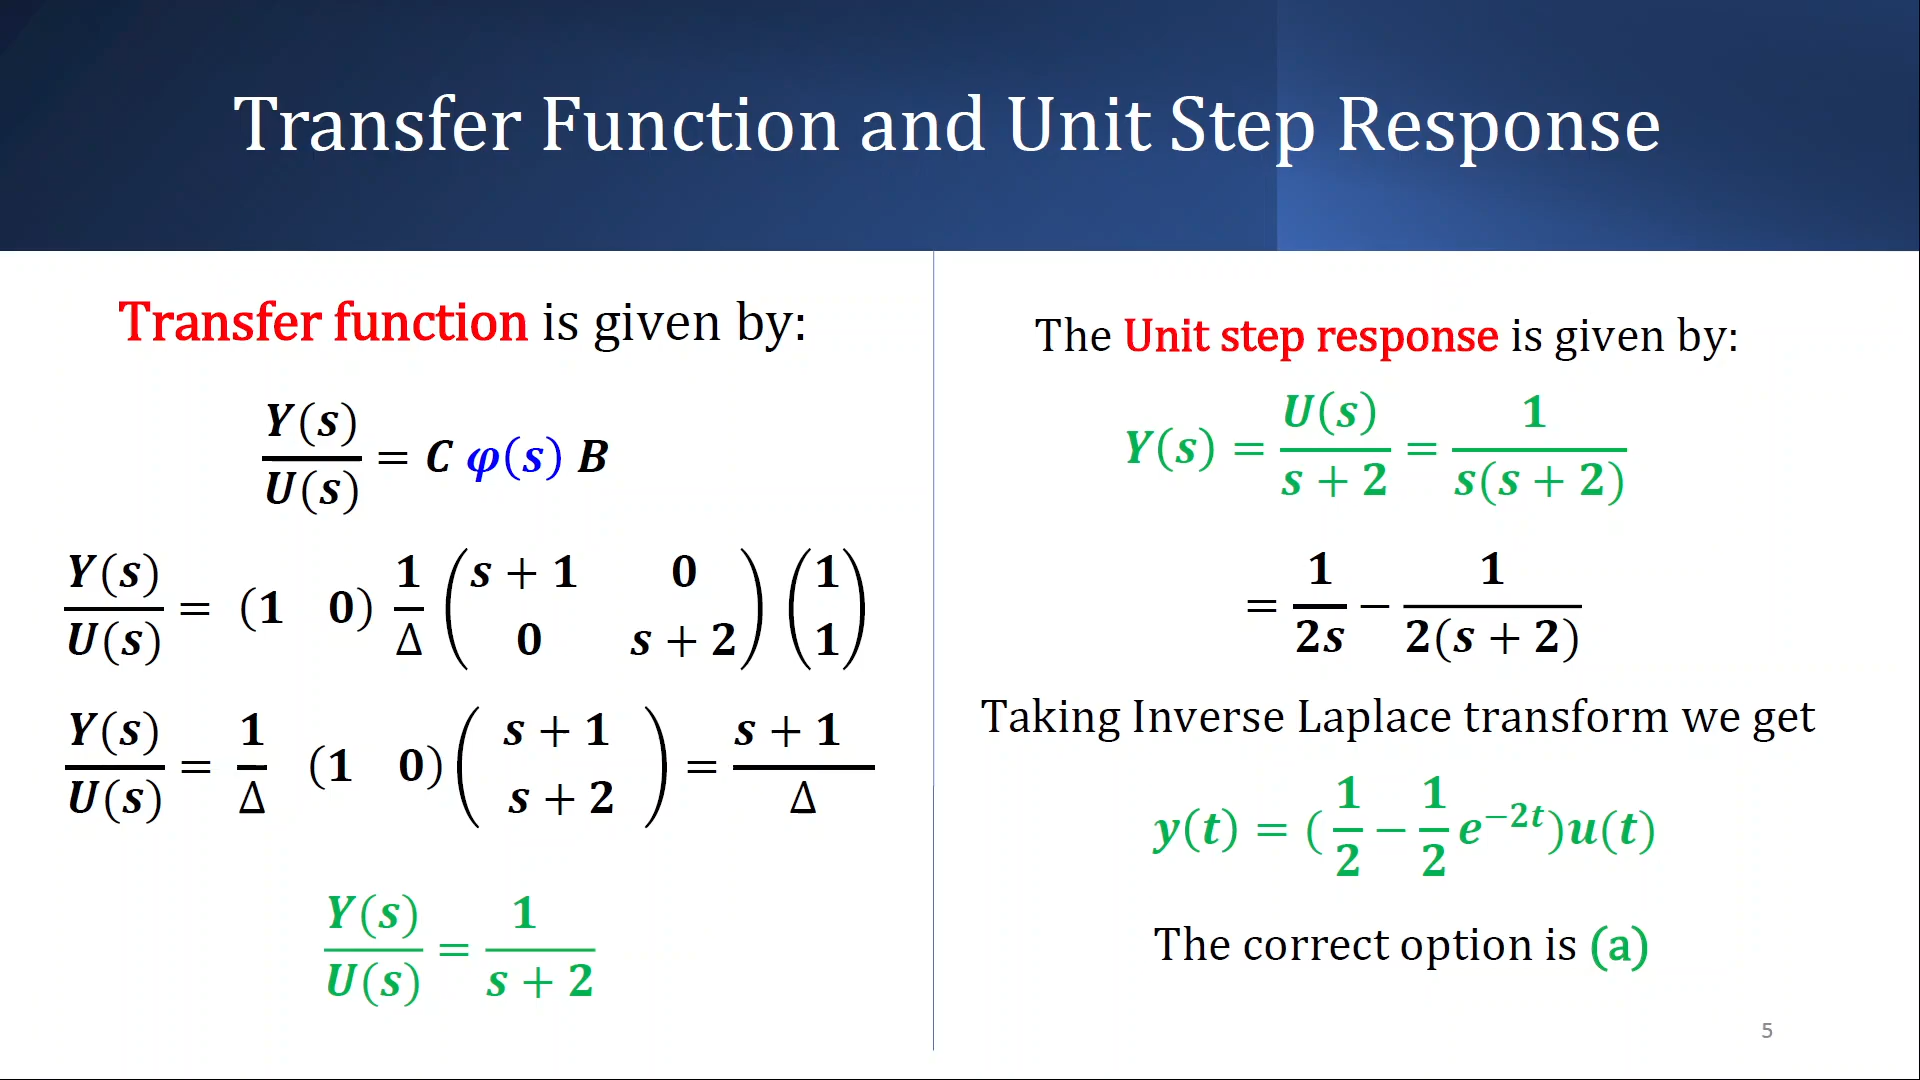 Transfer Function and Unit Step Response
Transfer function is given by:
Y(s)/U(s) = C φ(s) B
Y(s)/U(s) = (1 0) 1/Δ (s + 1 0 0 s + 2) (1 1)
Y(s)/U(s) = 1/Δ (1 0) (s + 1 s + 2) = s + 1/Δ
Y(s)/U(s) = 1/s + 2
The Unit step response is given by:
Y(s) = U(s)/s + 2 = 1/s(s + 2)
= 1/2s − 1/2(s + 2)
Taking Inverse Laplace transform we get
y(t) = (1/2 − 1/2 e^−2t)u(t)
The correct option is (a)
5